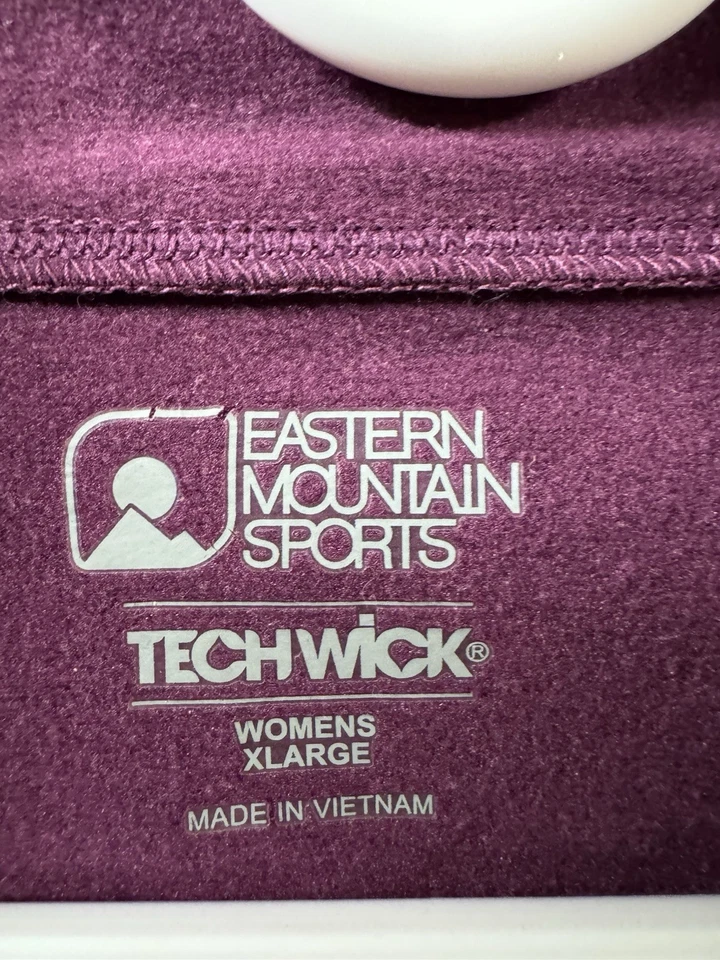 EASTERN
MOUNTAIN
SPORTS
TECHWiCK®
WOMENS
XLARGE
MADE IN VIETNAM